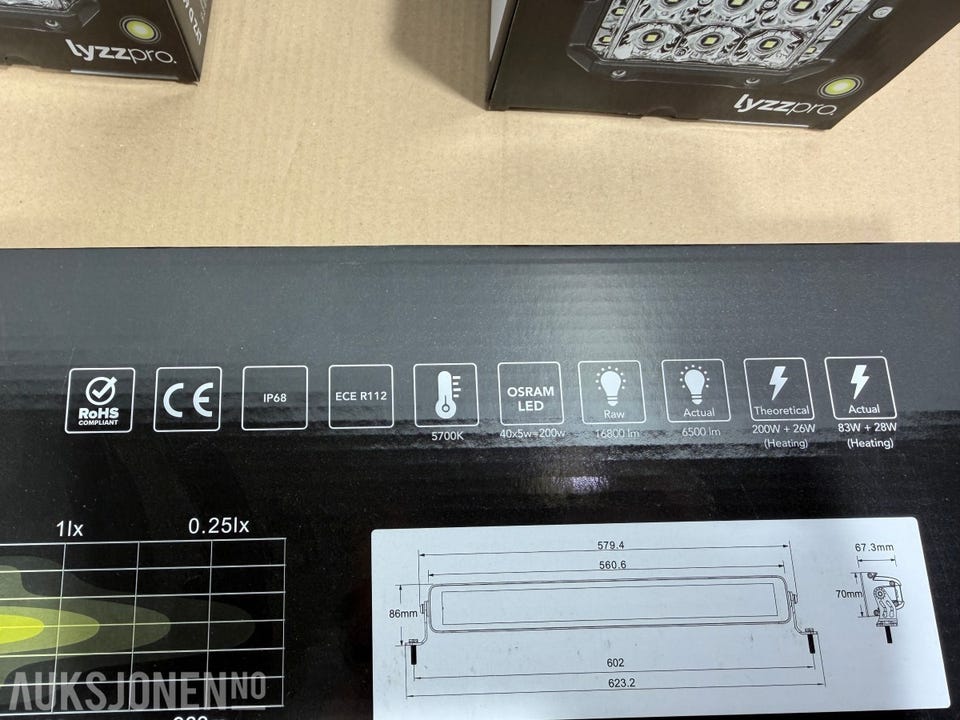 lyzzpro.
lyzzpro.
RoHS
COMPLIANT
CE
IP68
ECE R112
5700K
OSRAM
LED
40x5w=200w
Raw
16800 lm
Actual
6500 lm
Theoretical
200W + 26W
(Heating)
Actual
83W + 28W
(Heating)
1lx
0.25lx
579.4
560.6
86mm
602
623.2
67.3mm
70mm
AUKSJONEN.NO